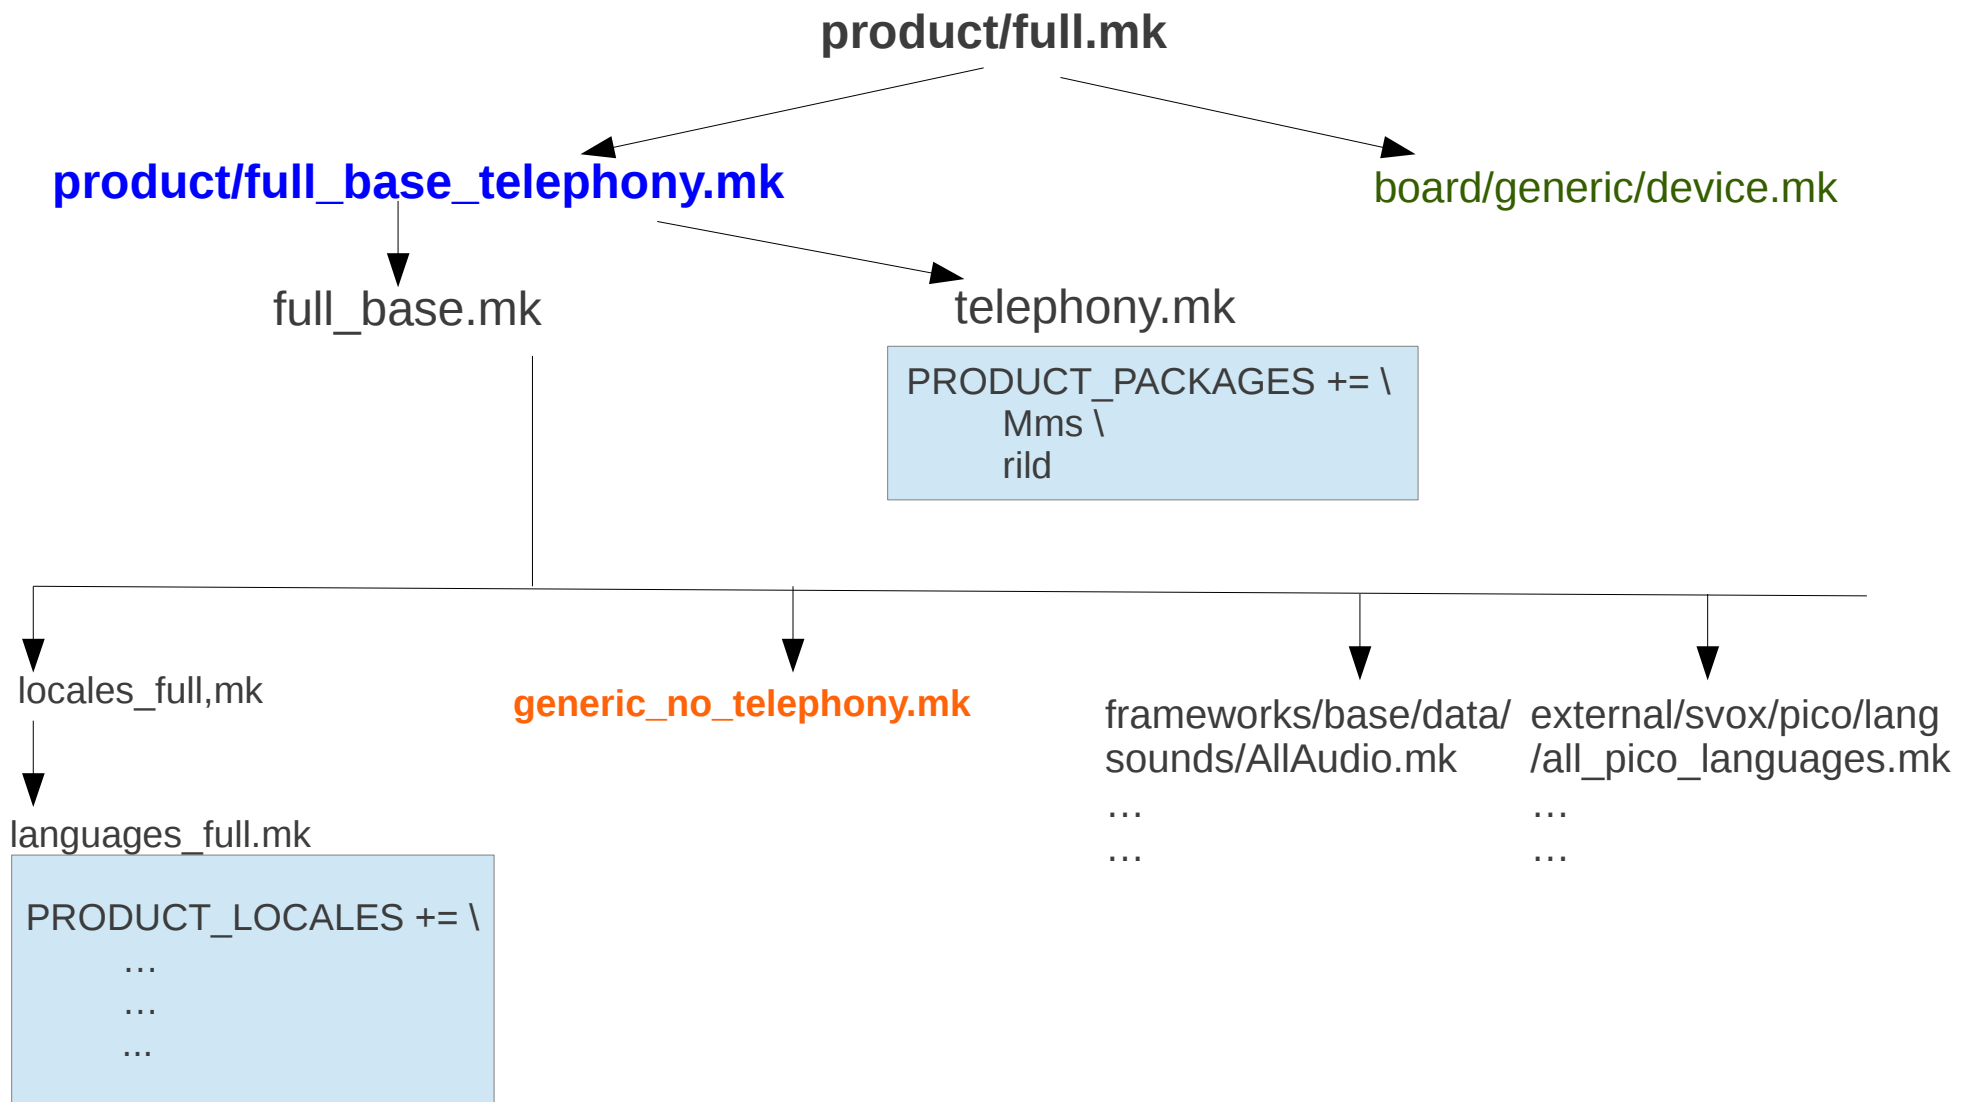 product/full.mk
product/full_base_telephony.mk
board/generic/device.mk
full_base.mk
telephony.mk
PRODUCT_PACKAGES += \
Mms \
rild
locales_full,mk
generic_no_telephony.mk
frameworks/base/data/
sounds/AllAudio.mk
…
…
external/svox/pico/lang
/all_pico_languages.mk
…
…
languages_full.mk
PRODUCT_LOCALES += \
…
…
...